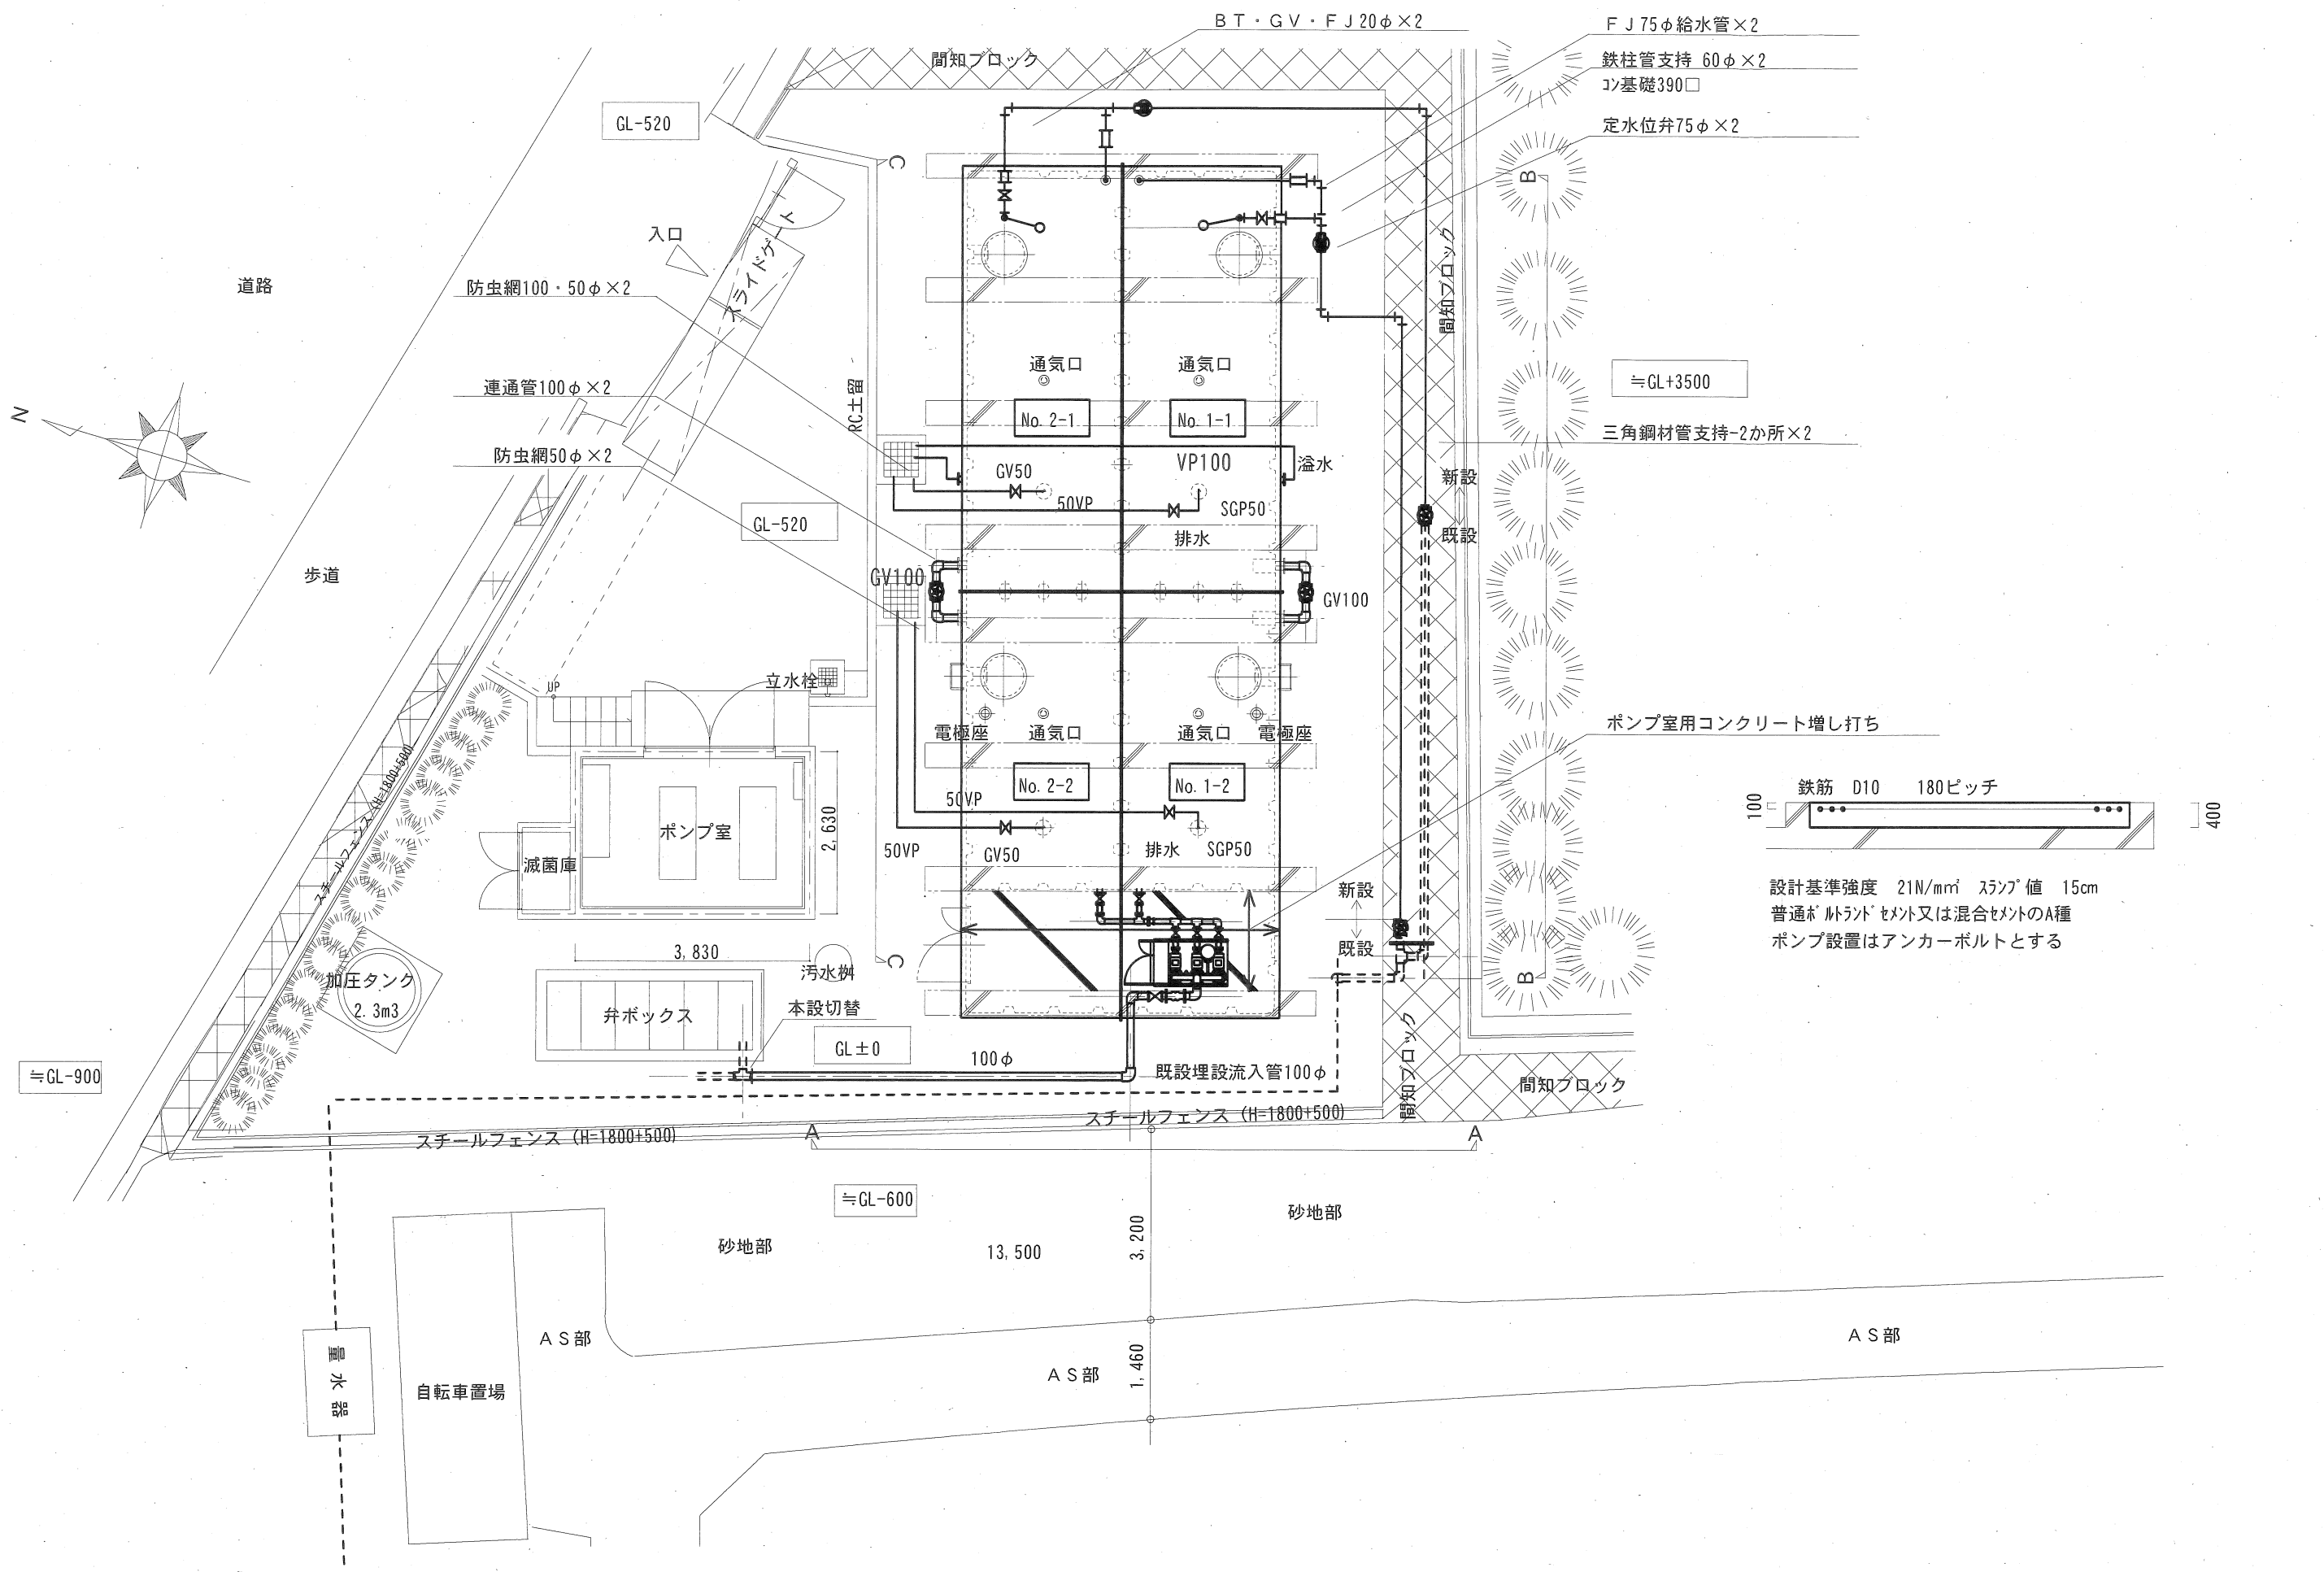 BT・GV・FJ20φ×2
FJ75φ給水管×2
鉄柱管支持 60φ×2
ｺﾝ基礎390□
定水位弁75φ×2
間知ブロック
GL-520
C
B
入口
スライドゲート
道路
防虫網100・50φ×2
間知ブロック
通気口
通気口
≒GL+3500
連通管100φ×2
RC土留
No. 2-1
No. 1-1
N
三角鋼材管支持-2か所×2
防虫網50φ×2
GV50
VP100
溢水
新設
50VP
SGP50
GL-520
既設
排水
歩道
GV100
GV100
立水栓
UP
電極座
通気口
通気口
電極座
ポンプ室用コンクリート増し打ち
スチールフェンス(H=1800+500)
No. 2-2
No. 1-2
鉄筋 D10 180ピッチ
100
400
50VP
ポンプ室
2,630
滅菌庫
50VP
GV50
排水
SGP50
新設
設計基準強度 21N/mm² ｽﾗﾝﾌﾟ値 15cm
普通ﾎﾟﾙﾄﾗﾝﾄﾞｾﾒﾝﾄ又は混合ｾﾒﾝﾄのA種
ポンプ設置はアンカーボルトとする
3,830
既設
汚水桝
C
加圧タンク
2.3m3
B
弁ボックス
本設切替
GL±0
100φ
既設埋設流入管100φ
間知ブロック
間知ブロック
≒GL-900
スチールフェンス (H=1800+500)
スチールフェンス (H=1800+500)
A
A
≒GL-600
砂地部
砂地部
13,500
3,200
AS部
AS部
AS部
1,460
量水器
自転車置場